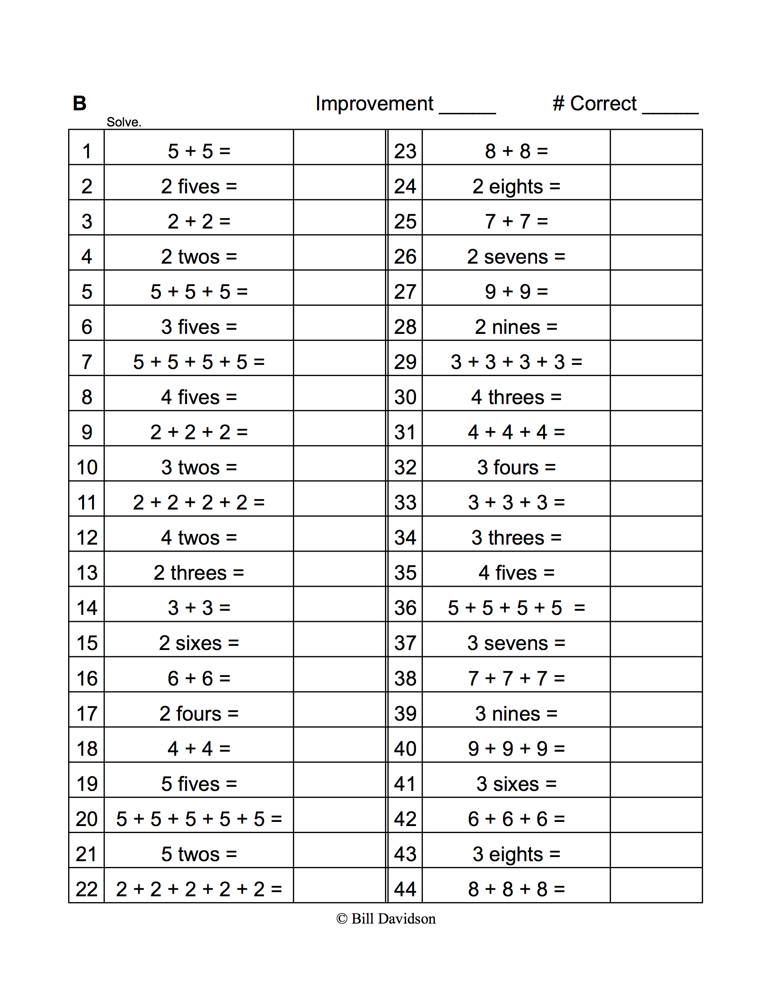 B Improvement _____ # Correct _____
Solve.
1 5 + 5 = 23 8 + 8 =
2 2 fives = 24 2 eights =
3 2 + 2 = 25 7 + 7 =
4 2 twos = 26 2 sevens =
5 5 + 5 + 5 = 27 9 + 9 =
6 3 fives = 28 2 nines =
7 5 + 5 + 5 + 5 = 29 3 + 3 + 3 + 3 =
8 4 fives = 30 4 threes =
9 2 + 2 + 2 = 31 4 + 4 + 4 =
10 3 twos = 32 3 fours =
11 2 + 2 + 2 + 2 = 33 3 + 3 + 3 =
12 4 twos = 34 3 threes =
13 2 threes = 35 4 fives =
14 3 + 3 = 36 5 + 5 + 5 + 5 =
15 2 sixes = 37 3 sevens =
16 6 + 6 = 38 7 + 7 + 7 =
17 2 fours = 39 3 nines =
18 4 + 4 = 40 9 + 9 + 9 =
19 5 fives = 41 3 sixes =
20 5 + 5 + 5 + 5 + 5 = 42 6 + 6 + 6 =
21 5 twos = 43 3 eights =
22 2 + 2 + 2 + 2 + 2 = 44 8 + 8 + 8 =
© Bill Davidson